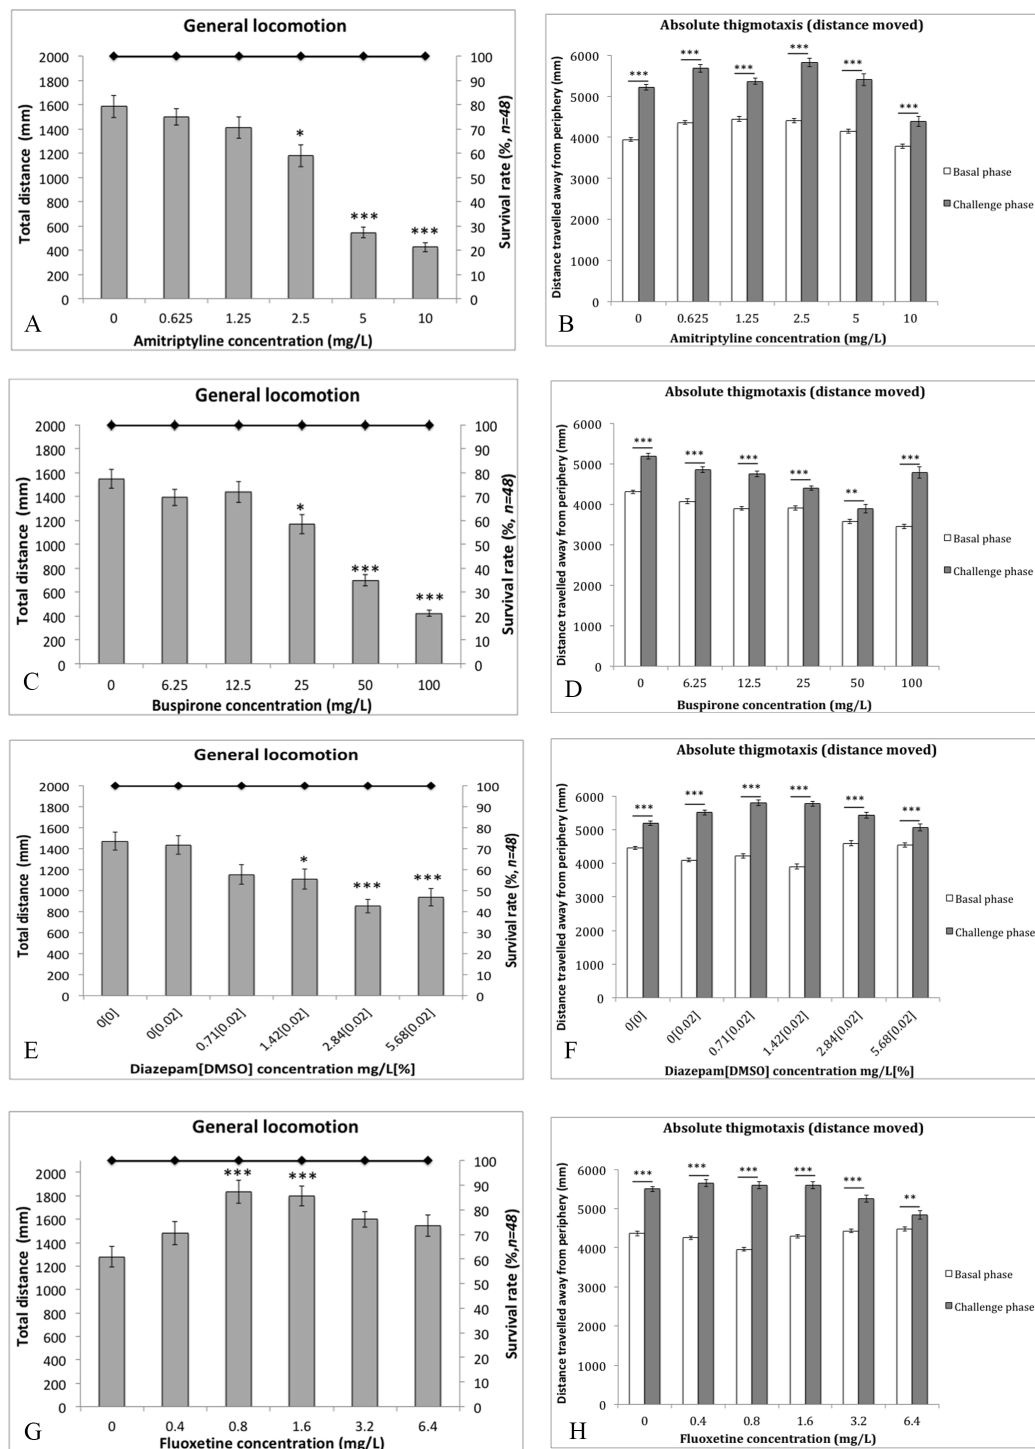 General locomotion
2000
1800
1600
1400
1200
1000
800
600
400
200
0
Total distance (mm)
100
90
80
70
60
50
40
30
20
10
0
Survival rate (%, n=48)
*
***
***
0 0.625 1.25 2.5 5 10
Amitriptyline concentration (mg/L)
A
Absolute thigmotaxis (distance moved)
6000
5000
4000
3000
2000
1000
0
Distance travelled away from periphery (mm)
***
***
***
***
***
***
Basal phase
Challenge phase
0 0.625 1.25 2.5 5 10
Amitriptyline concentration (mg/L)
B
General locomotion
2000
1800
1600
1400
1200
1000
800
600
400
200
0
Total distance (mm)
100
90
80
70
60
50
40
30
20
10
0
Survival rate (%, n=48)
*
***
***
0 6.25 12.5 25 50 100
Buspirone concentration (mg/L)
C
Absolute thigmotaxis (distance moved)
6000
5000
4000
3000
2000
1000
0
Distance travelled away from periphery (mm)
***
***
***
***
**
***
Basal phase
Challenge phase
0 6.25 12.5 25 50 100
Buspirone concentration (mg/L)
D
General locomotion
2000
1800
1600
1400
1200
1000
800
600
400
200
0
Total distance (mm)
100
90
80
70
60
50
40
30
20
10
0
Survival rate (%, n=48)
*
***
***
0[0] 0[0.02] 0.71[0.02] 1.42[0.02] 2.84[0.02] 5.68[0.02]
Diazepam[DMSO] concentration mg/L[%]
E
Absolute thigmotaxis (distance moved)
6000
5000
4000
3000
2000
1000
0
Distance travelled away from periphery (mm)
***
***
***
***
***
***
Basal phase
Challenge phase
0[0] 0[0.02] 0.71[0.02] 1.42[0.02] 2.84[0.02] 5.68[0.02]
Diazepam[DMSO] concentration mg/L[%]
F
General locomotion
2000
1800
1600
1400
1200
1000
800
600
400
200
0
Total distance (mm)
100
90
80
70
60
50
40
30
20
10
0
Survival rate (%,n=48)
***
***
0 0.4 0.8 1.6 3.2 6.4
Fluoxetine concentration (mg/L)
G
Absolute thigmotaxis (distance moved)
6000
5000
4000
3000
2000
1000
0
Distance travelled away from periphery (mm)
***
***
***
***
***
**
Basal phase
Challenge phase
0 0.4 0.8 1.6 3.2 6.4
Fluoxetine concentration (mg/L)
H